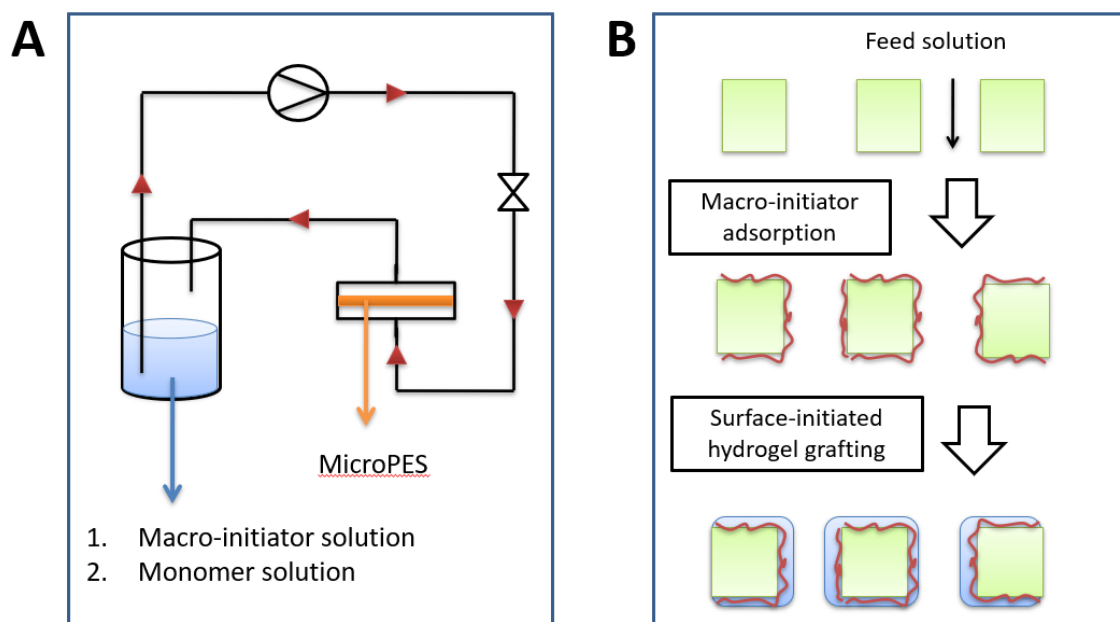 A
MicroPES
1. Macro-initiator solution
2. Monomer solution
B
Feed solution
Macro-initiator
adsorption
Surface-initiated
hydrogel grafting